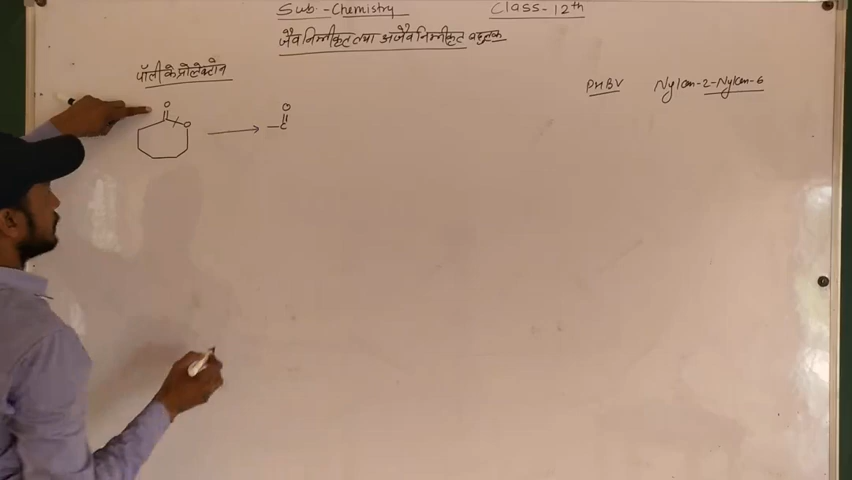 Sub.-Chemistry Class-12th
जैवनिम्नीकृत तथा अजैवनिम्नीकृत बहुलक
पॉलीकैप्रोलेक्टोन
PHBV Nylon-2-Nylon-6
O
O
O
-C